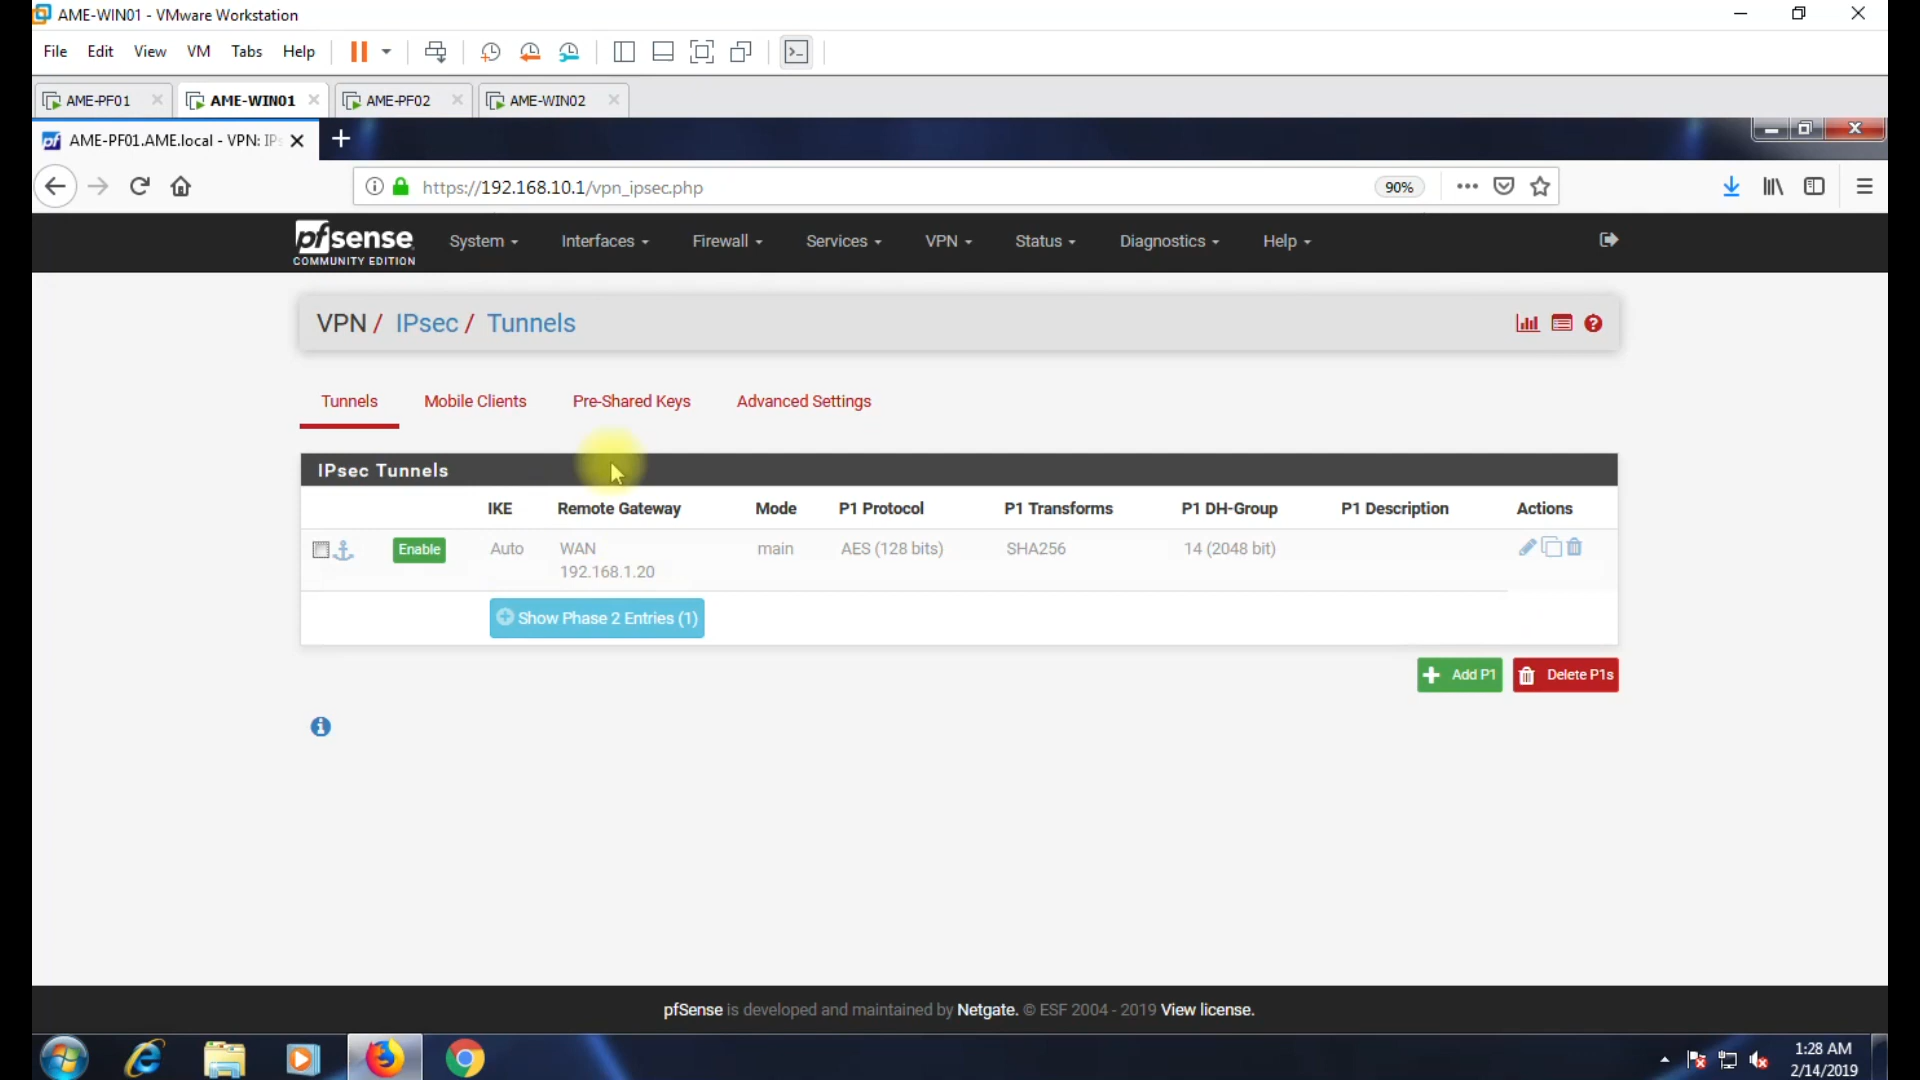 AME-WIN01 - VMware Workstation
File Edit View VM Tabs Help
AME-PF01 AME-WIN01 AME-PF02 AME-WIN02
pf AME-PF01.AME.local - VPN: IP
https://192.168.10.1/vpn_ipsec.php 90%
pfsense System Interfaces Firewall Services VPN Status Diagnostics Help
COMMUNITY EDITION
VPN / IPsec / Tunnels
Tunnels Mobile Clients Pre-Shared Keys Advanced Settings
IPsec Tunnels
IKE Remote Gateway Mode P1 Protocol P1 Transforms P1 DH-Group P1 Description Actions
Enable Auto WAN main AES (128 bits) SHA256 14 (2048 bit)
192.168.1.20
Show Phase 2 Entries (1)
Add P1 Delete P1s
pfSense is developed and maintained by Netgate. © ESF 2004 - 2019 View license.
1:28 AM
2/14/2019